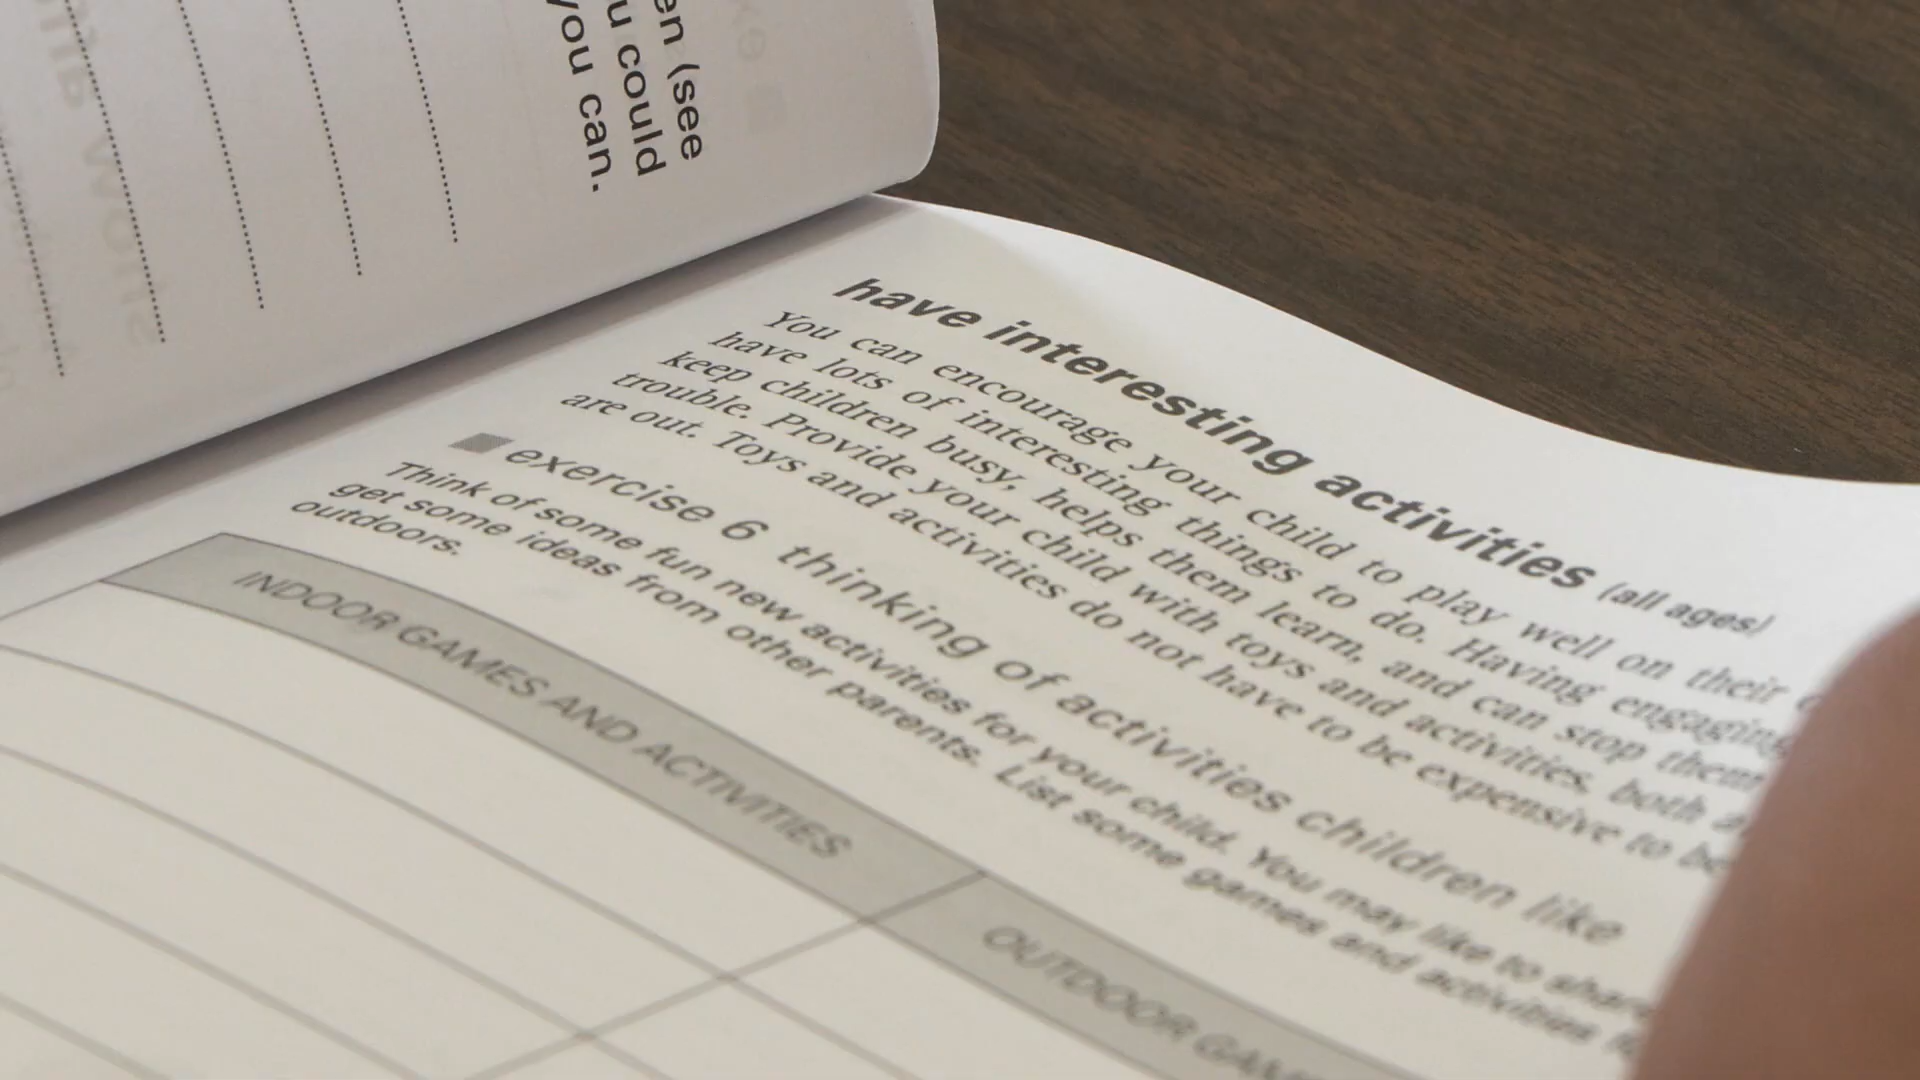 en (see
u could
you can.
have interesting activities (all ages)
You can encourage your child to play well on their
have lots of interesting things to do. Having engaging
keep children busy, helps them learn, and can stop them
trouble. Provide your child with toys and activities, both
are out. Toys and activities do not have to be expensive to be
exercise 6 thinking of activities children like
Think of some fun new activities for your child. You may like to share
get some ideas from other parents. List some games and activities
outdoors.
INDOOR GAMES AND ACTIVITIES
OUTDOOR GAM